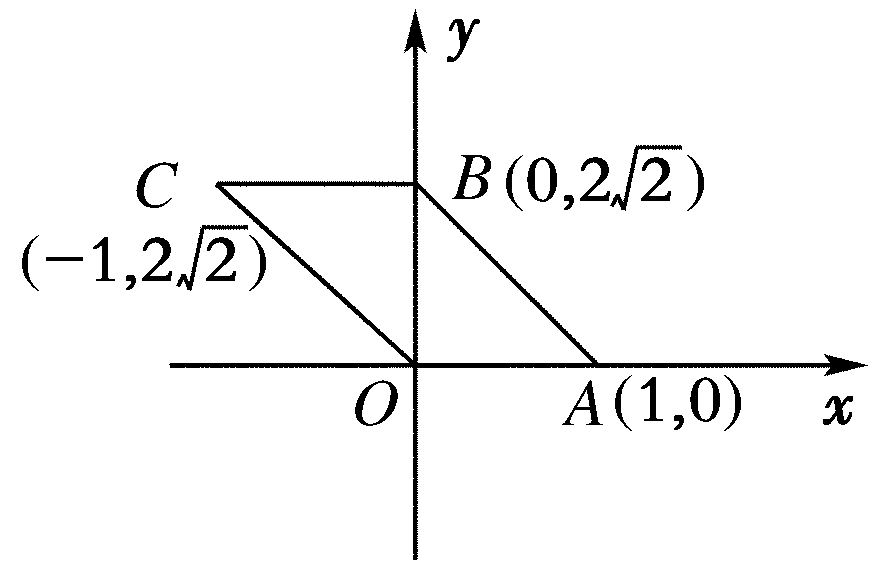 y
C
B(0,2√2)
(−1,2√2)
O
A(1,0)
x